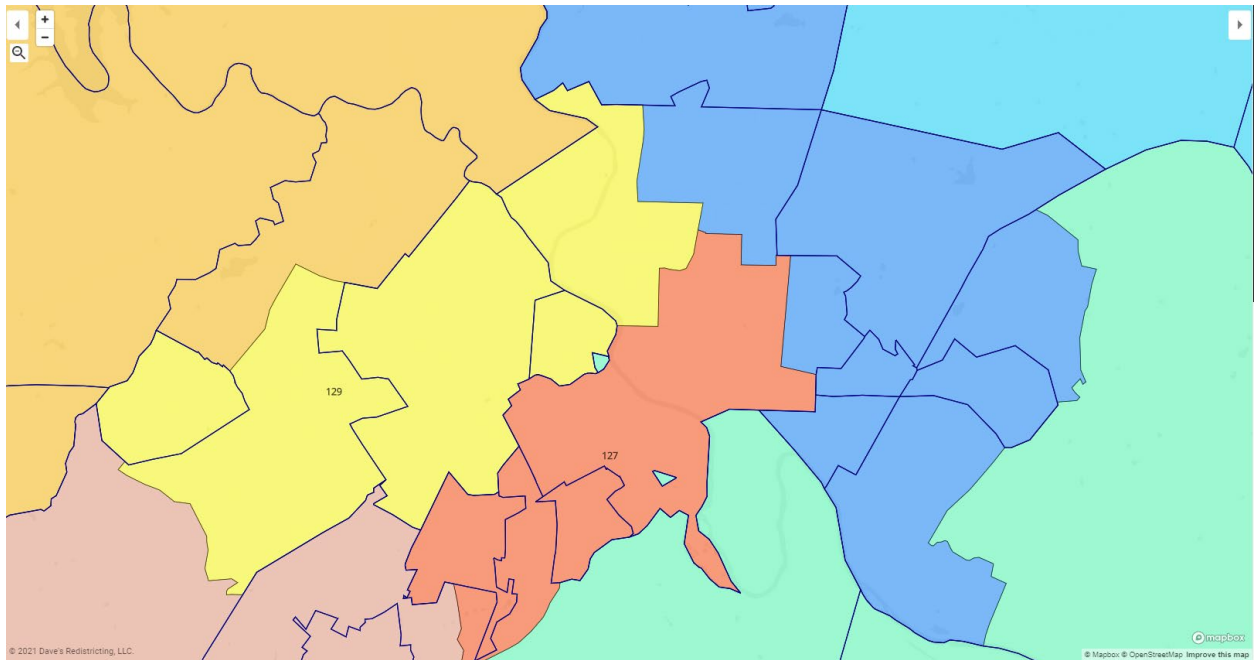 +
−
129
127
© 2021 Dave's Redistricting, LLC.
mapbox
© Mapbox © OpenStreetMap Improve this map